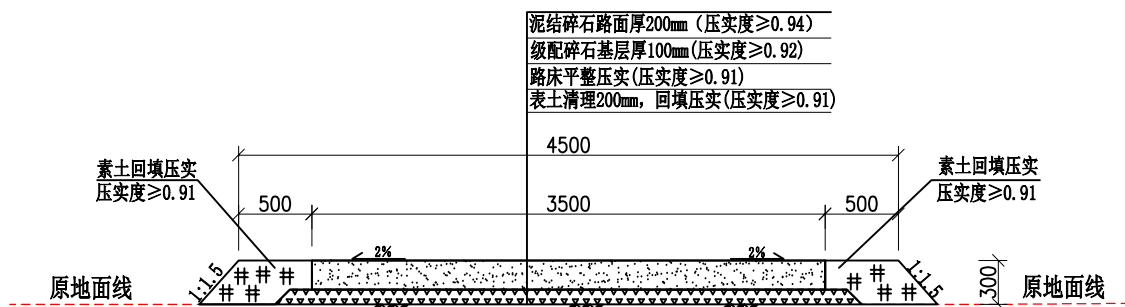 泥结碎石路面厚200mm（压实度≥0.94）
级配碎石基层厚100mm(压实度≥0.92)
路床平整压实(压实度≥0.91)
表土清理200mm，回填压实(压实度≥0.91)
4500
素土回填压实
压实度≥0.91
素土回填压实
压实度≥0.91
500
3500
500
2%
2%
1:1.5
1:1.5
300
原地面线
原地面线